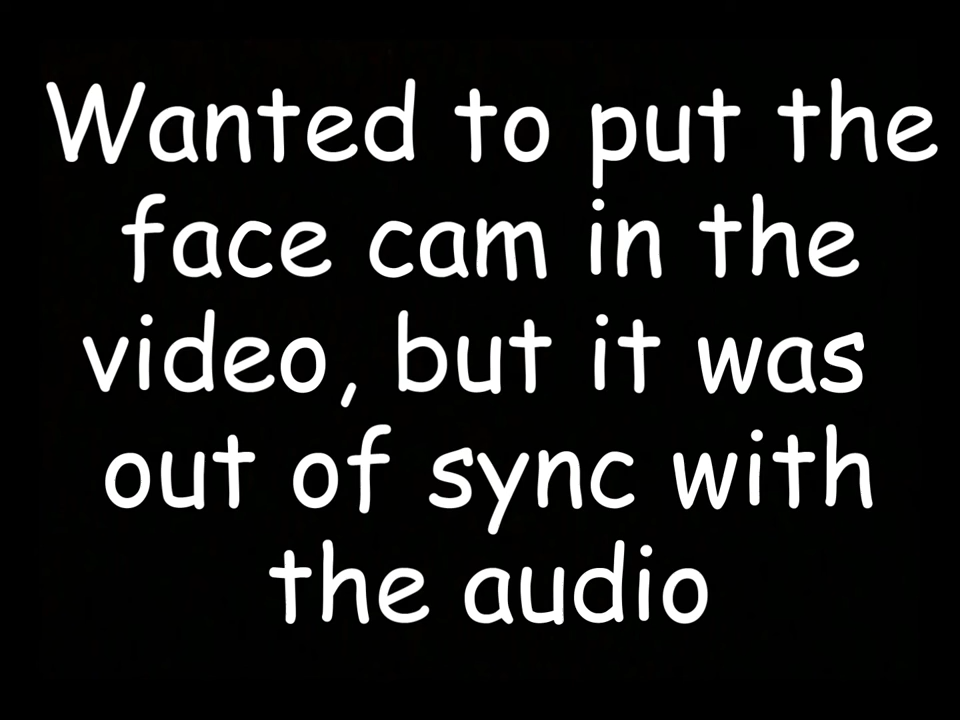 Wanted to put the
face cam in the
video, but it was
out of sync with
the audio